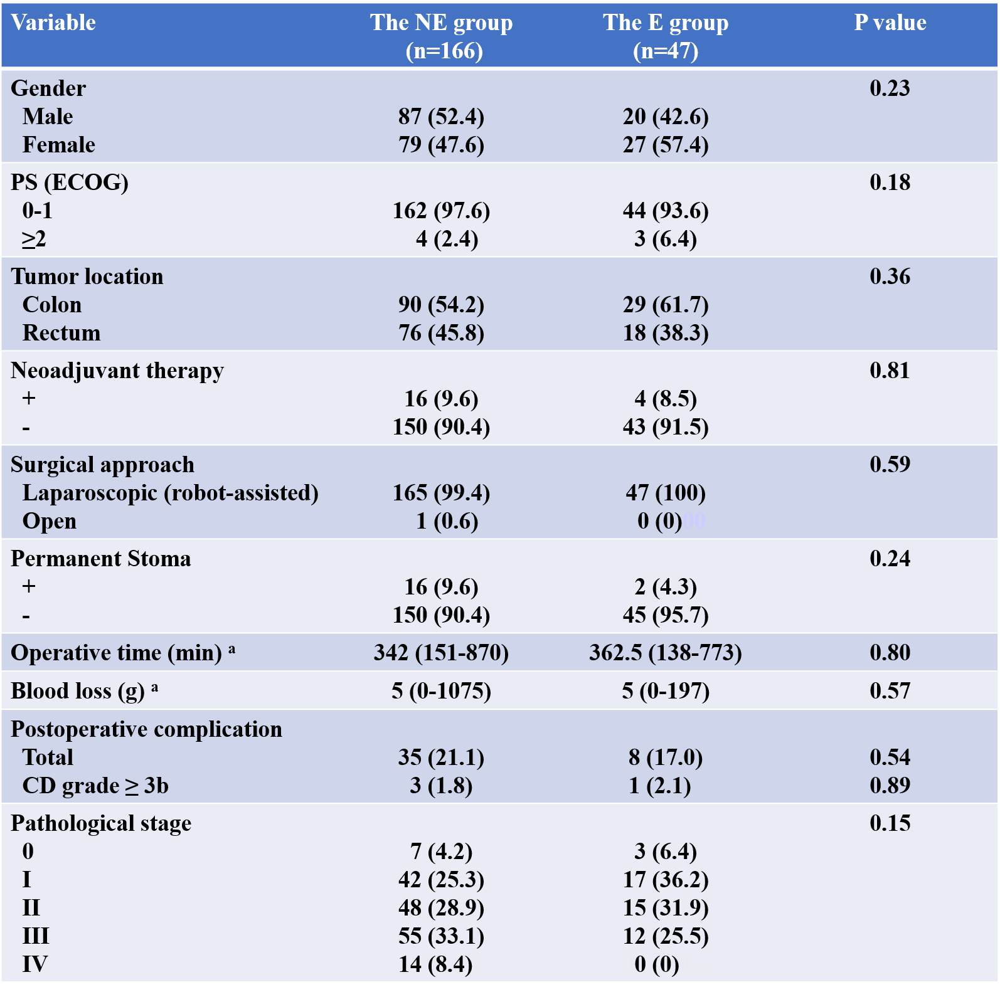 Variable The NE group The E group P value
(n=166) (n=47)
Gender 0.23
Male 87 (52.4) 20 (42.6)
Female 79 (47.6) 27 (57.4)
PS (ECOG) 0.18
0-1 162 (97.6) 44 (93.6)
≥2 4 (2.4) 3 (6.4)
Tumor location 0.36
Colon 90 (54.2) 29 (61.7)
Rectum 76 (45.8) 18 (38.3)
Neoadjuvant therapy 0.81
+ 16 (9.6) 4 (8.5)
- 150 (90.4) 43 (91.5)
Surgical approach 0.59
Laparoscopic (robot-assisted) 165 (99.4) 47 (100)
Open 1 (0.6) 0 (0)00
Permanent Stoma 0.24
+ 16 (9.6) 2 (4.3)
- 150 (90.4) 45 (95.7)
Operative time (min) ª 342 (151-870) 362.5 (138-773) 0.80
Blood loss (g) ª 5 (0-1075) 5 (0-197) 0.57
Postoperative complication
Total 35 (21.1) 8 (17.0) 0.54
CD grade ≥ 3b 3 (1.8) 1 (2.1) 0.89
Pathological stage 0.15
0 7 (4.2) 3 (6.4)
I 42 (25.3) 17 (36.2)
II 48 (28.9) 15 (31.9)
III 55 (33.1) 12 (25.5)
IV 14 (8.4) 0 (0)